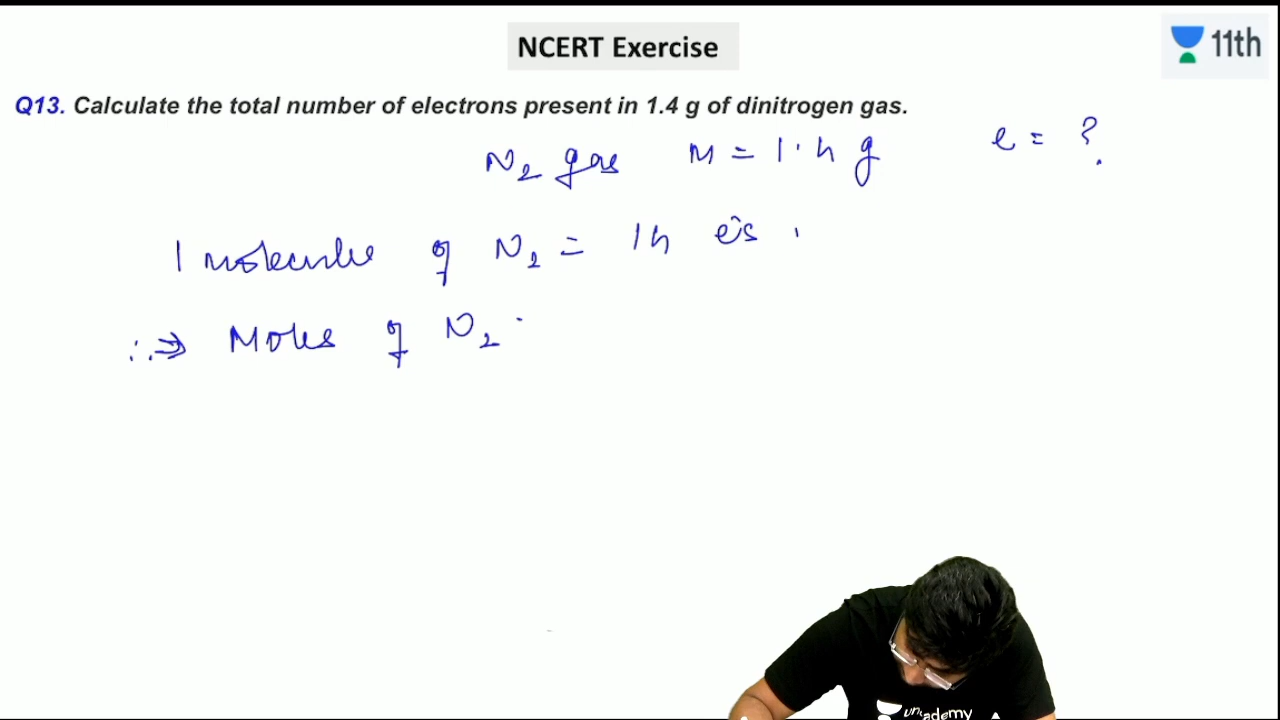 NCERT Exercise
11th
Q13. Calculate the total number of electrons present in 1.4 g of dinitrogen gas.
N2 gas M = 1.4 g e = ?
1 molecule of N2 = 14 e's
∴ ⇒ Moles of N2
unacademy